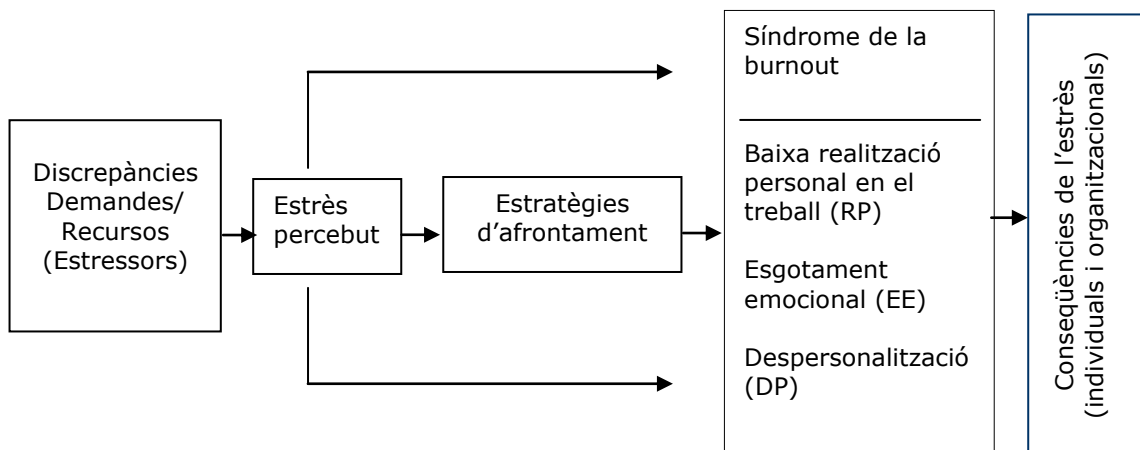 Discrepàncies
Demandes/
Recursos
(Estressors)
Estrès
percebut
Estratègies
d'afrontament
Síndrome de la
burnout
Baixa realització
personal en el
treball (RP)
Esgotament
emocional (EE)
Despersonalització
(DP)
Conseqüències de l'estrès
(individuals i organitzacionals)